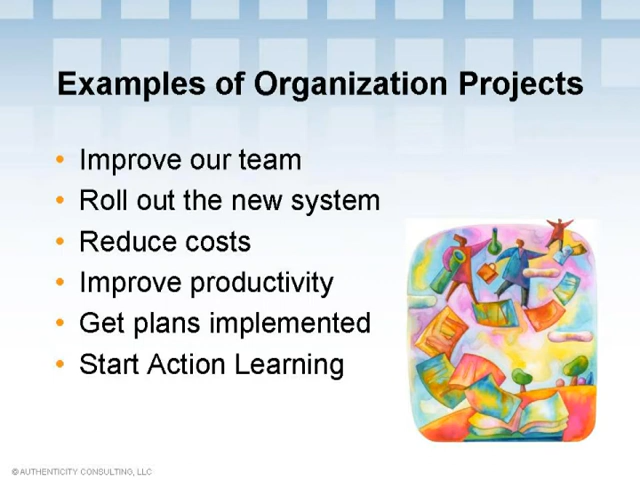 Examples of Organization Projects
• Improve our team
• Roll out the new system
• Reduce costs
• Improve productivity
• Get plans implemented
• Start Action Learning
© AUTHENTICITY CONSULTING, LLC